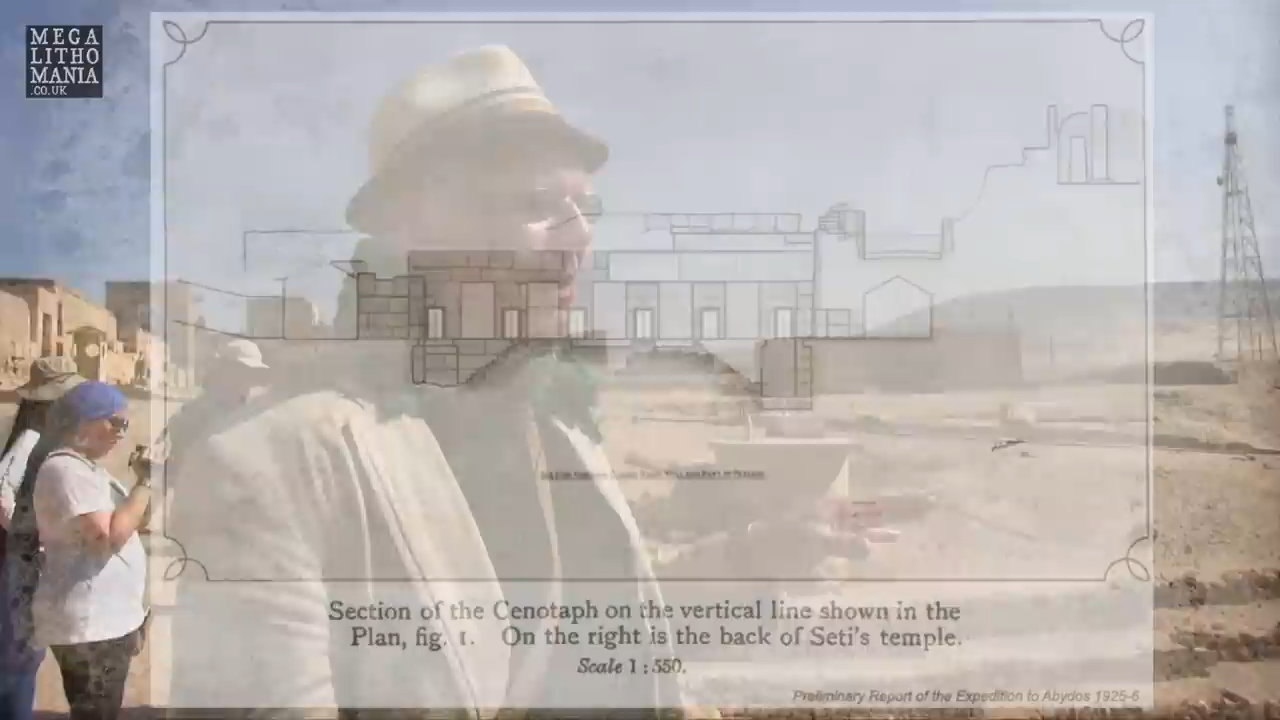 MEGA
LITHO
MANIA
.CO.UK
Section of the Cenotaph on the vertical line shown in the
Plan, fig. 1. On the right is the back of Seti's temple.
Scale 1 : 550.
Preliminary Report of the Expedition to Abydos 1925-6